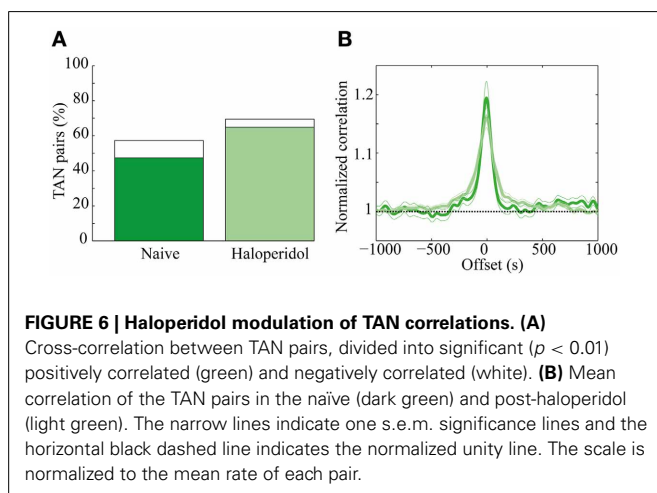 A
B
100
80
60
40
20
0
TAN pairs (%)
Naive
Haloperidol
1.2
1.1
1
Normalized correlation
−1000
−500
0
500
1000
Offset (s)
FIGURE 6 | Haloperidol modulation of TAN correlations. (A)
Cross-correlation between TAN pairs, divided into significant (p < 0.01)
positively correlated (green) and negatively correlated (white). (B) Mean
correlation of the TAN pairs in the naïve (dark green) and post-haloperidol
(light green). The narrow lines indicate one s.e.m. significance lines and the
horizontal black dashed line indicates the normalized unity line. The scale is
normalized to the mean rate of each pair.